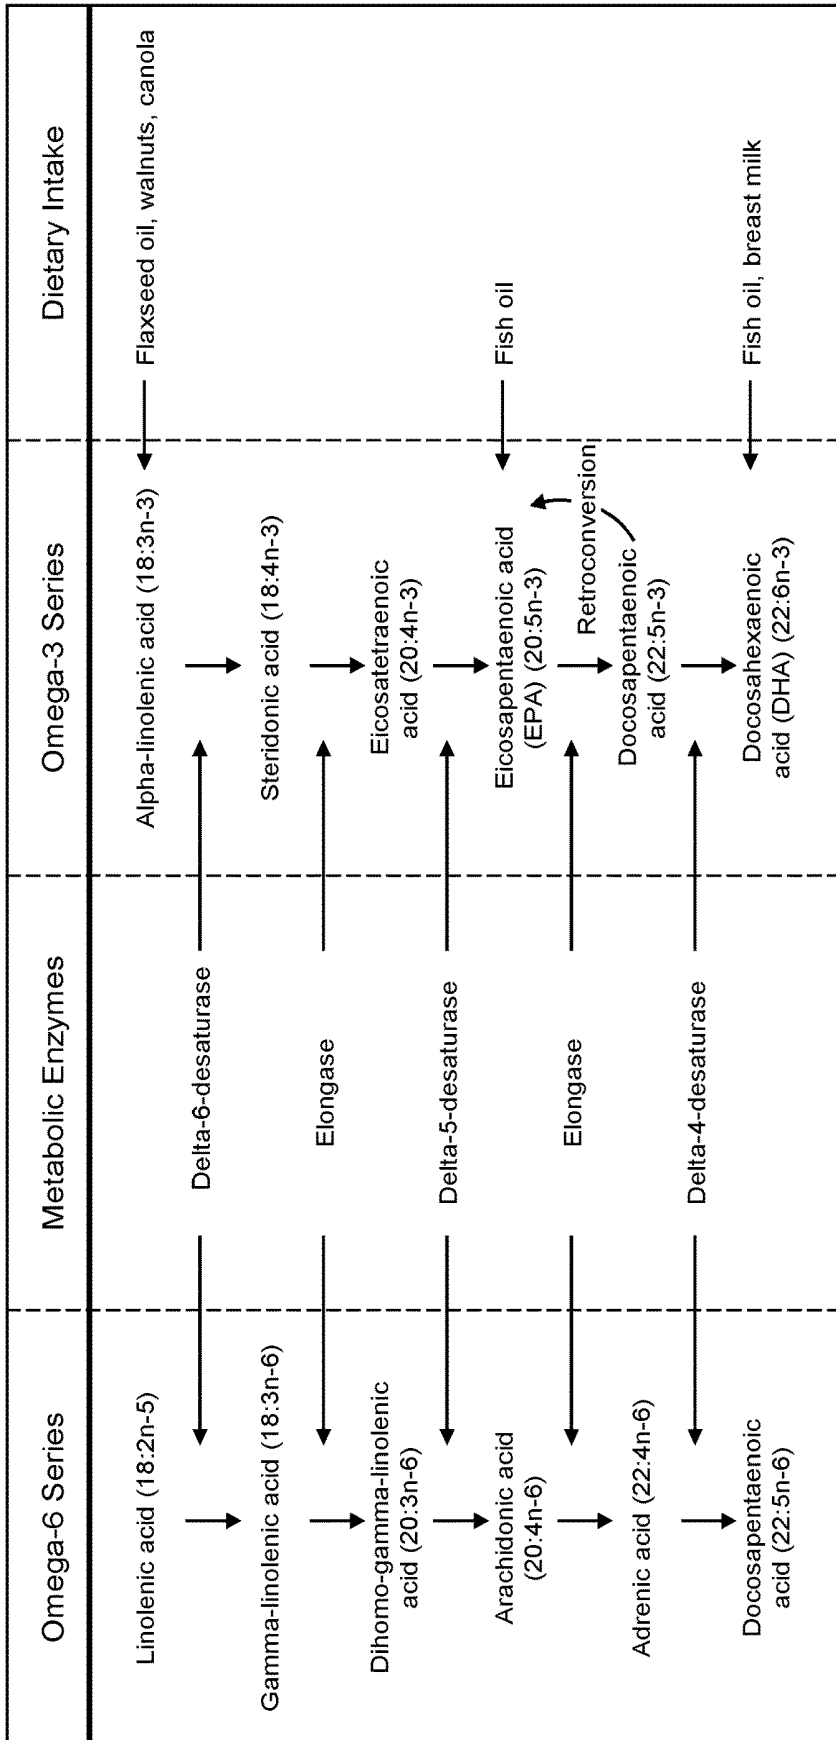 Omega-6 Series
Metabolic Enzymes
Omega-3 Series
Dietary Intake
Linolenic acid (18:2n-5)
Alpha-linolenic acid (18:3n-3)
Flaxseed oil, walnuts, canola
Delta-6-desaturase
Gamma-linolenic acid (18:3n-6)
Steridonic acid (18:4n-3)
Elongase
Dihomo-gamma-linolenic
acid (20:3n-6)
Eicosatetraenoic
acid (20:4n-3)
Delta-5-desaturase
Arachidonic acid
(20:4n-6)
Eicosapentaenoic acid
(EPA) (20:5n-3)
Fish oil
Elongase
Retroconversion
Adrenic acid (22:4n-6)
Docosapentaenoic
acid (22:5n-3)
Delta-4-desaturase
Docosapentaenoic
acid (22:5n-6)
Docosahexaenoic
acid (DHA) (22:6n-3)
Fish oil, breast milk